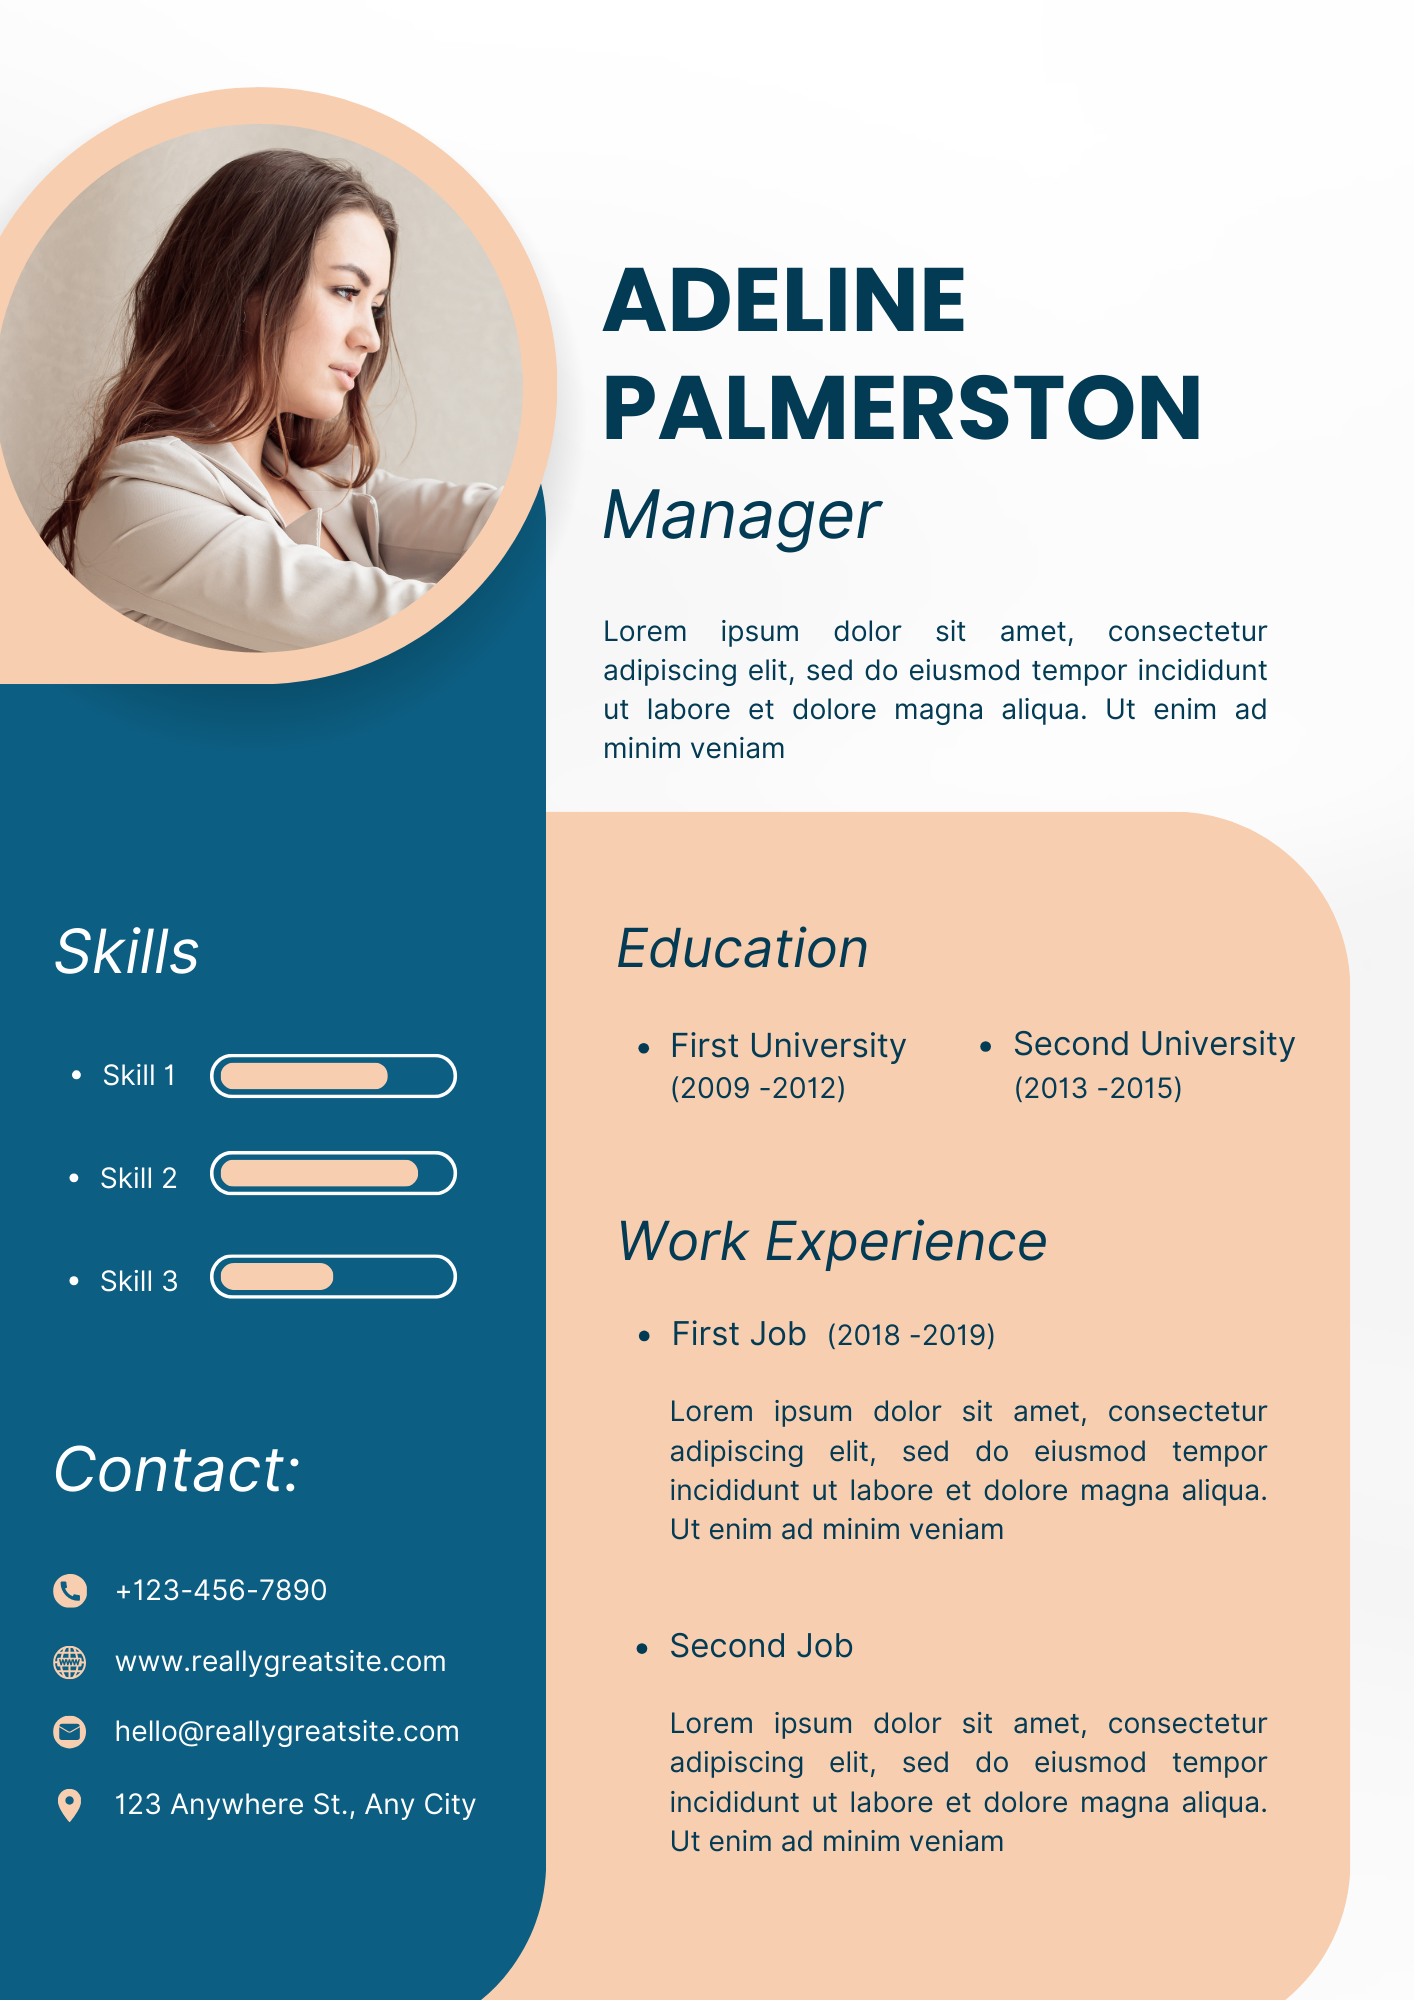 ADELINE
PALMERSTON
Manager
Lorem ipsum dolor sit amet, consectetur
adipiscing elit, sed do eiusmod tempor incididunt
ut labore et dolore magna aliqua. Ut enim ad
minim veniam
Skills
• Skill 1
• Skill 2
• Skill 3
Contact:
+123-456-7890
www.reallygreatsite.com
hello@reallygreatsite.com
123 Anywhere St., Any City
Education
• First University
(2009 -2012)
• Second University
(2013 -2015)
Work Experience
• First Job (2018 -2019)
Lorem ipsum dolor sit amet, consectetur
adipiscing elit, sed do eiusmod tempor
incididunt ut labore et dolore magna aliqua.
Ut enim ad minim veniam
• Second Job
Lorem ipsum dolor sit amet, consectetur
adipiscing elit, sed do eiusmod tempor
incididunt ut labore et dolore magna aliqua.
Ut enim ad minim veniam